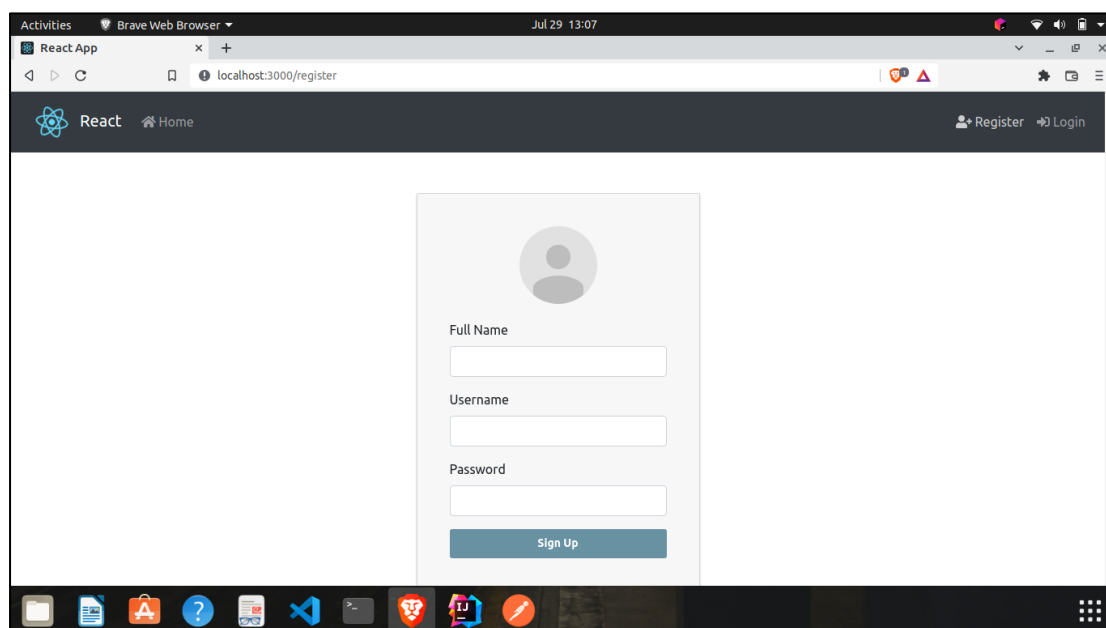 Activities Brave Web Browser Jul 29 13:07
React App
localhost:3000/register
React Home Register Login
Full Name
Username
Password
Sign Up